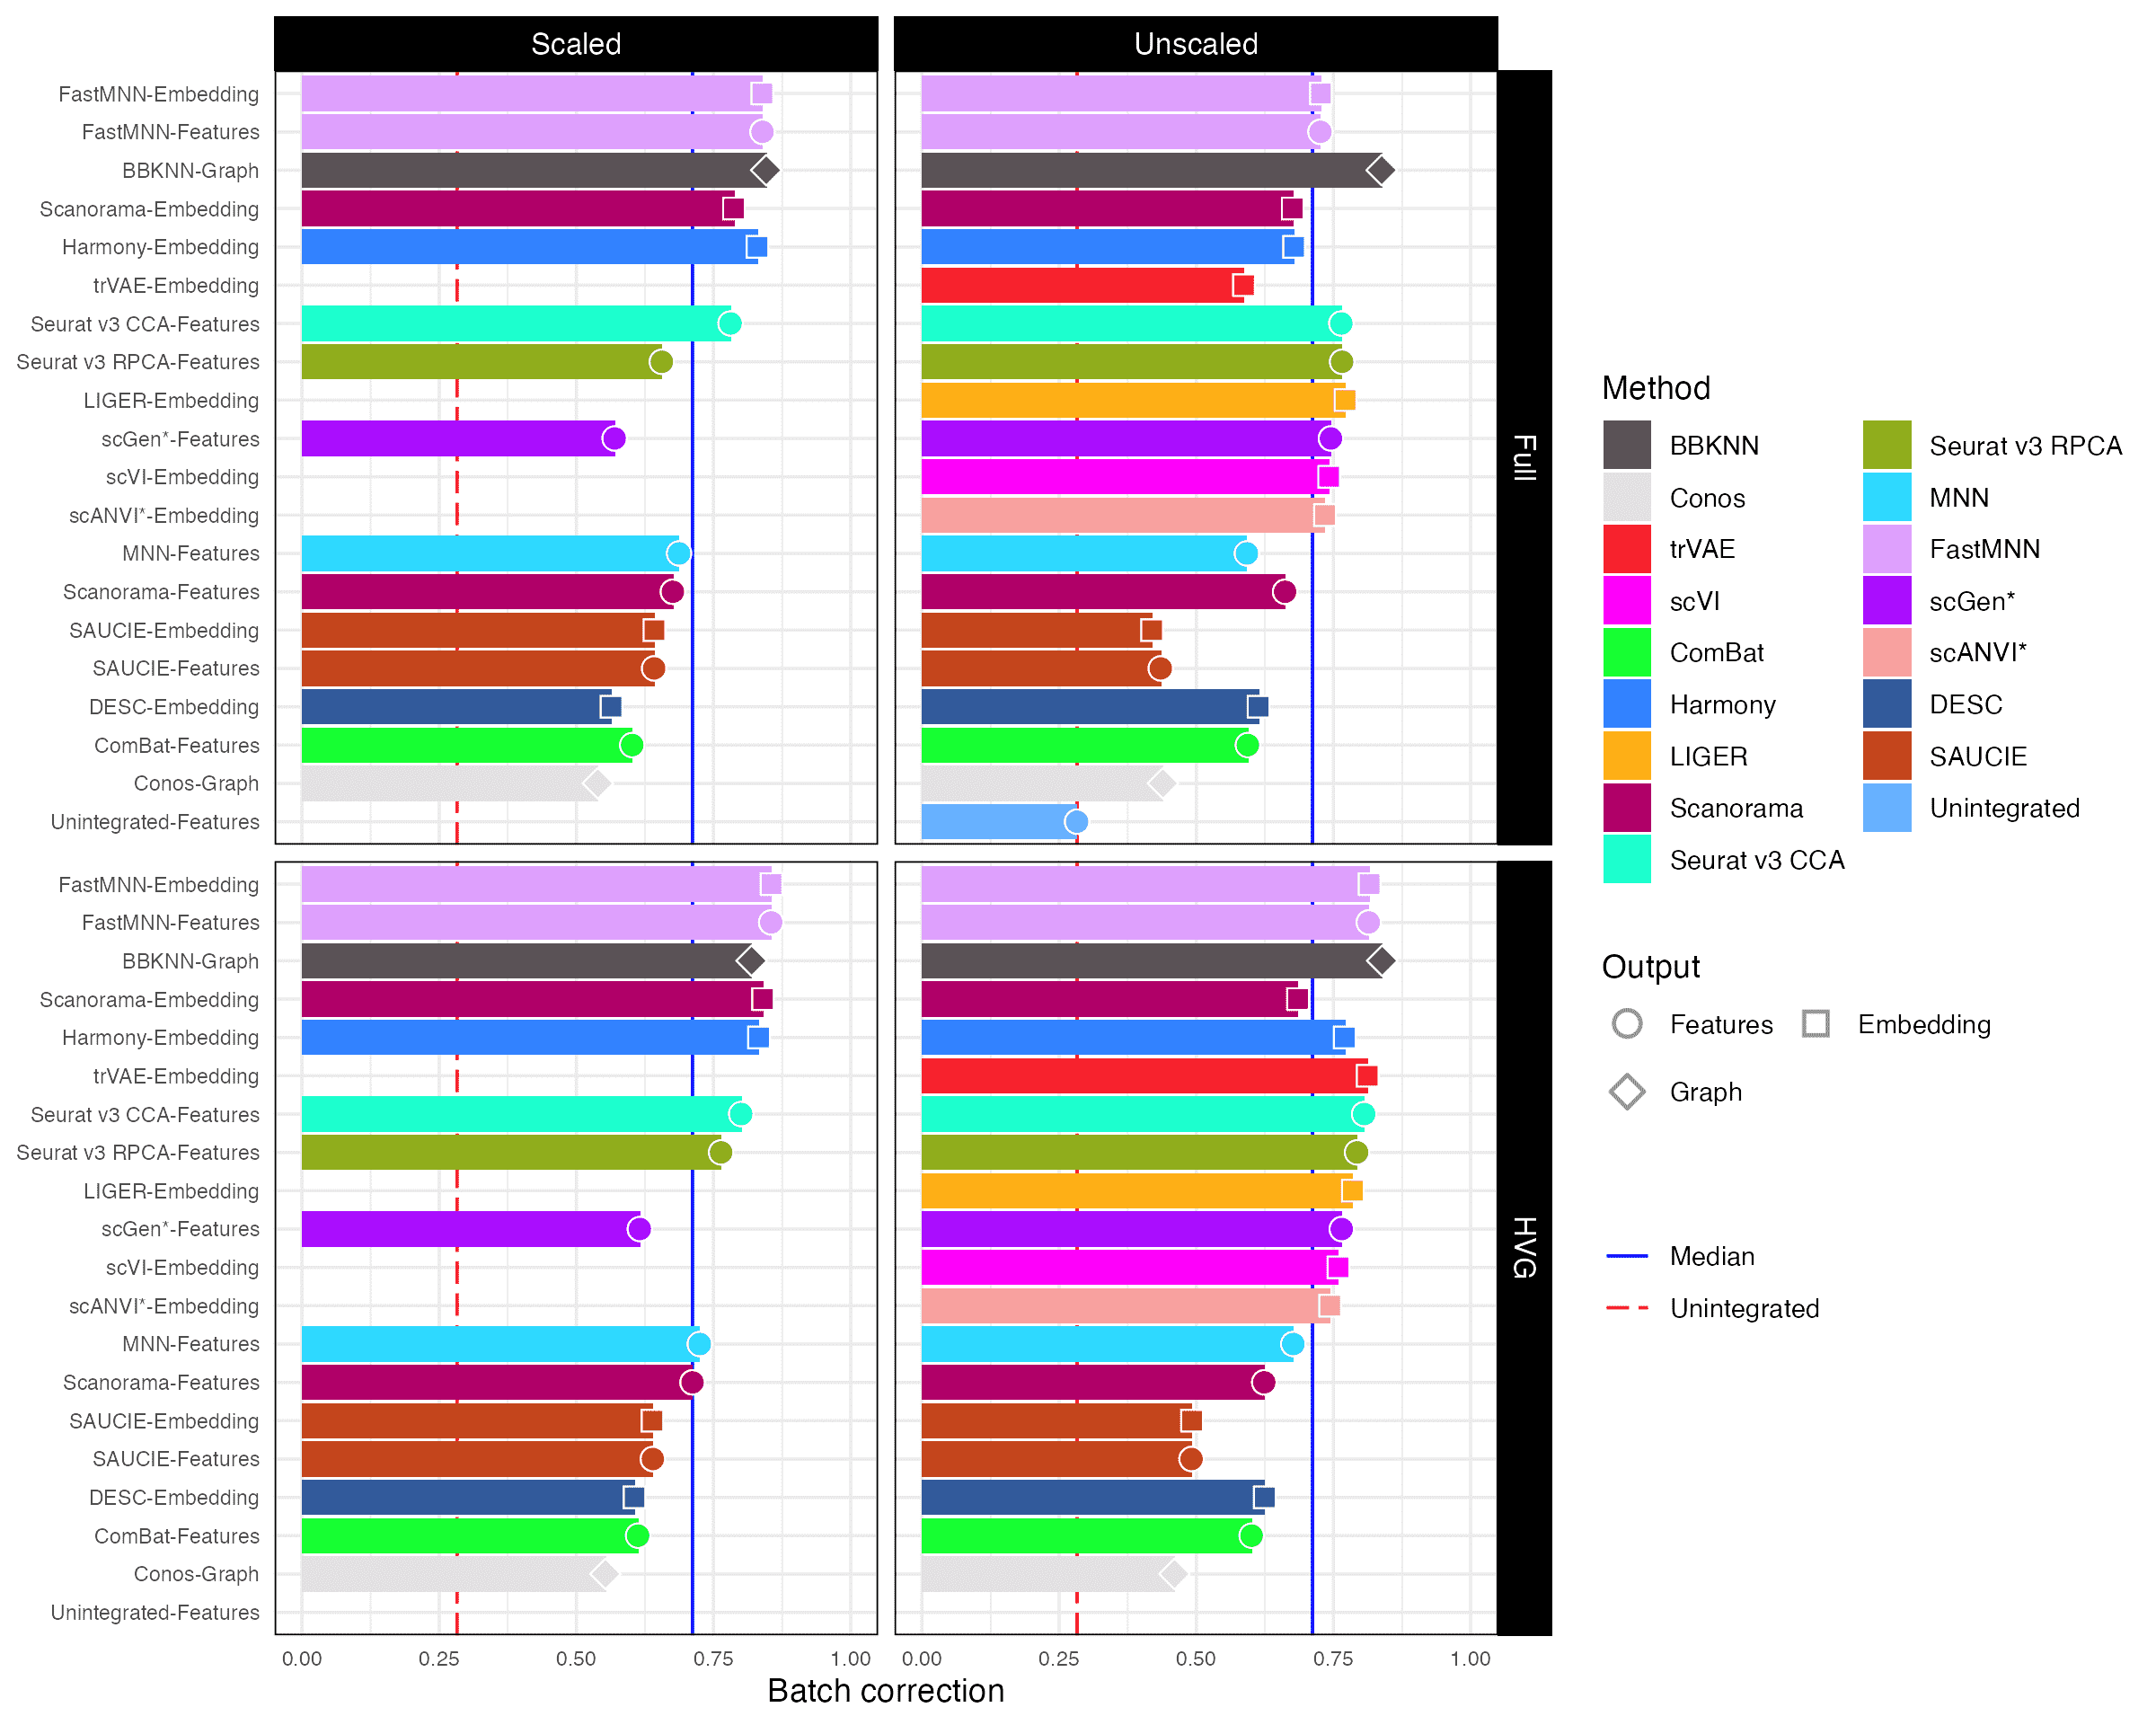 Scaled
Unscaled
FastMNN-Embedding
FastMNN-Features
BBKNN-Graph
Scanorama-Embedding
Harmony-Embedding
trVAE-Embedding
Seurat v3 CCA-Features
Seurat v3 RPCA-Features
LIGER-Embedding
scGen*-Features
scVI-Embedding
scANVI*-Embedding
MNN-Features
Scanorama-Features
SAUCIE-Embedding
SAUCIE-Features
DESC-Embedding
ComBat-Features
Conos-Graph
Unintegrated-Features
Full
FastMNN-Embedding
FastMNN-Features
BBKNN-Graph
Scanorama-Embedding
Harmony-Embedding
trVAE-Embedding
Seurat v3 CCA-Features
Seurat v3 RPCA-Features
LIGER-Embedding
scGen*-Features
scVI-Embedding
scANVI*-Embedding
MNN-Features
Scanorama-Features
SAUCIE-Embedding
SAUCIE-Features
DESC-Embedding
ComBat-Features
Conos-Graph
Unintegrated-Features
HVG
0.00 0.25 0.50 0.75 1.00
0.00 0.25 0.50 0.75 1.00
Batch correction
Method
BBKNN
Conos
trVAE
scVI
ComBat
Harmony
LIGER
Scanorama
Seurat v3 CCA
Seurat v3 RPCA
MNN
FastMNN
scGen*
scANVI*
DESC
SAUCIE
Unintegrated
Output
Features
Embedding
Graph
Median
Unintegrated